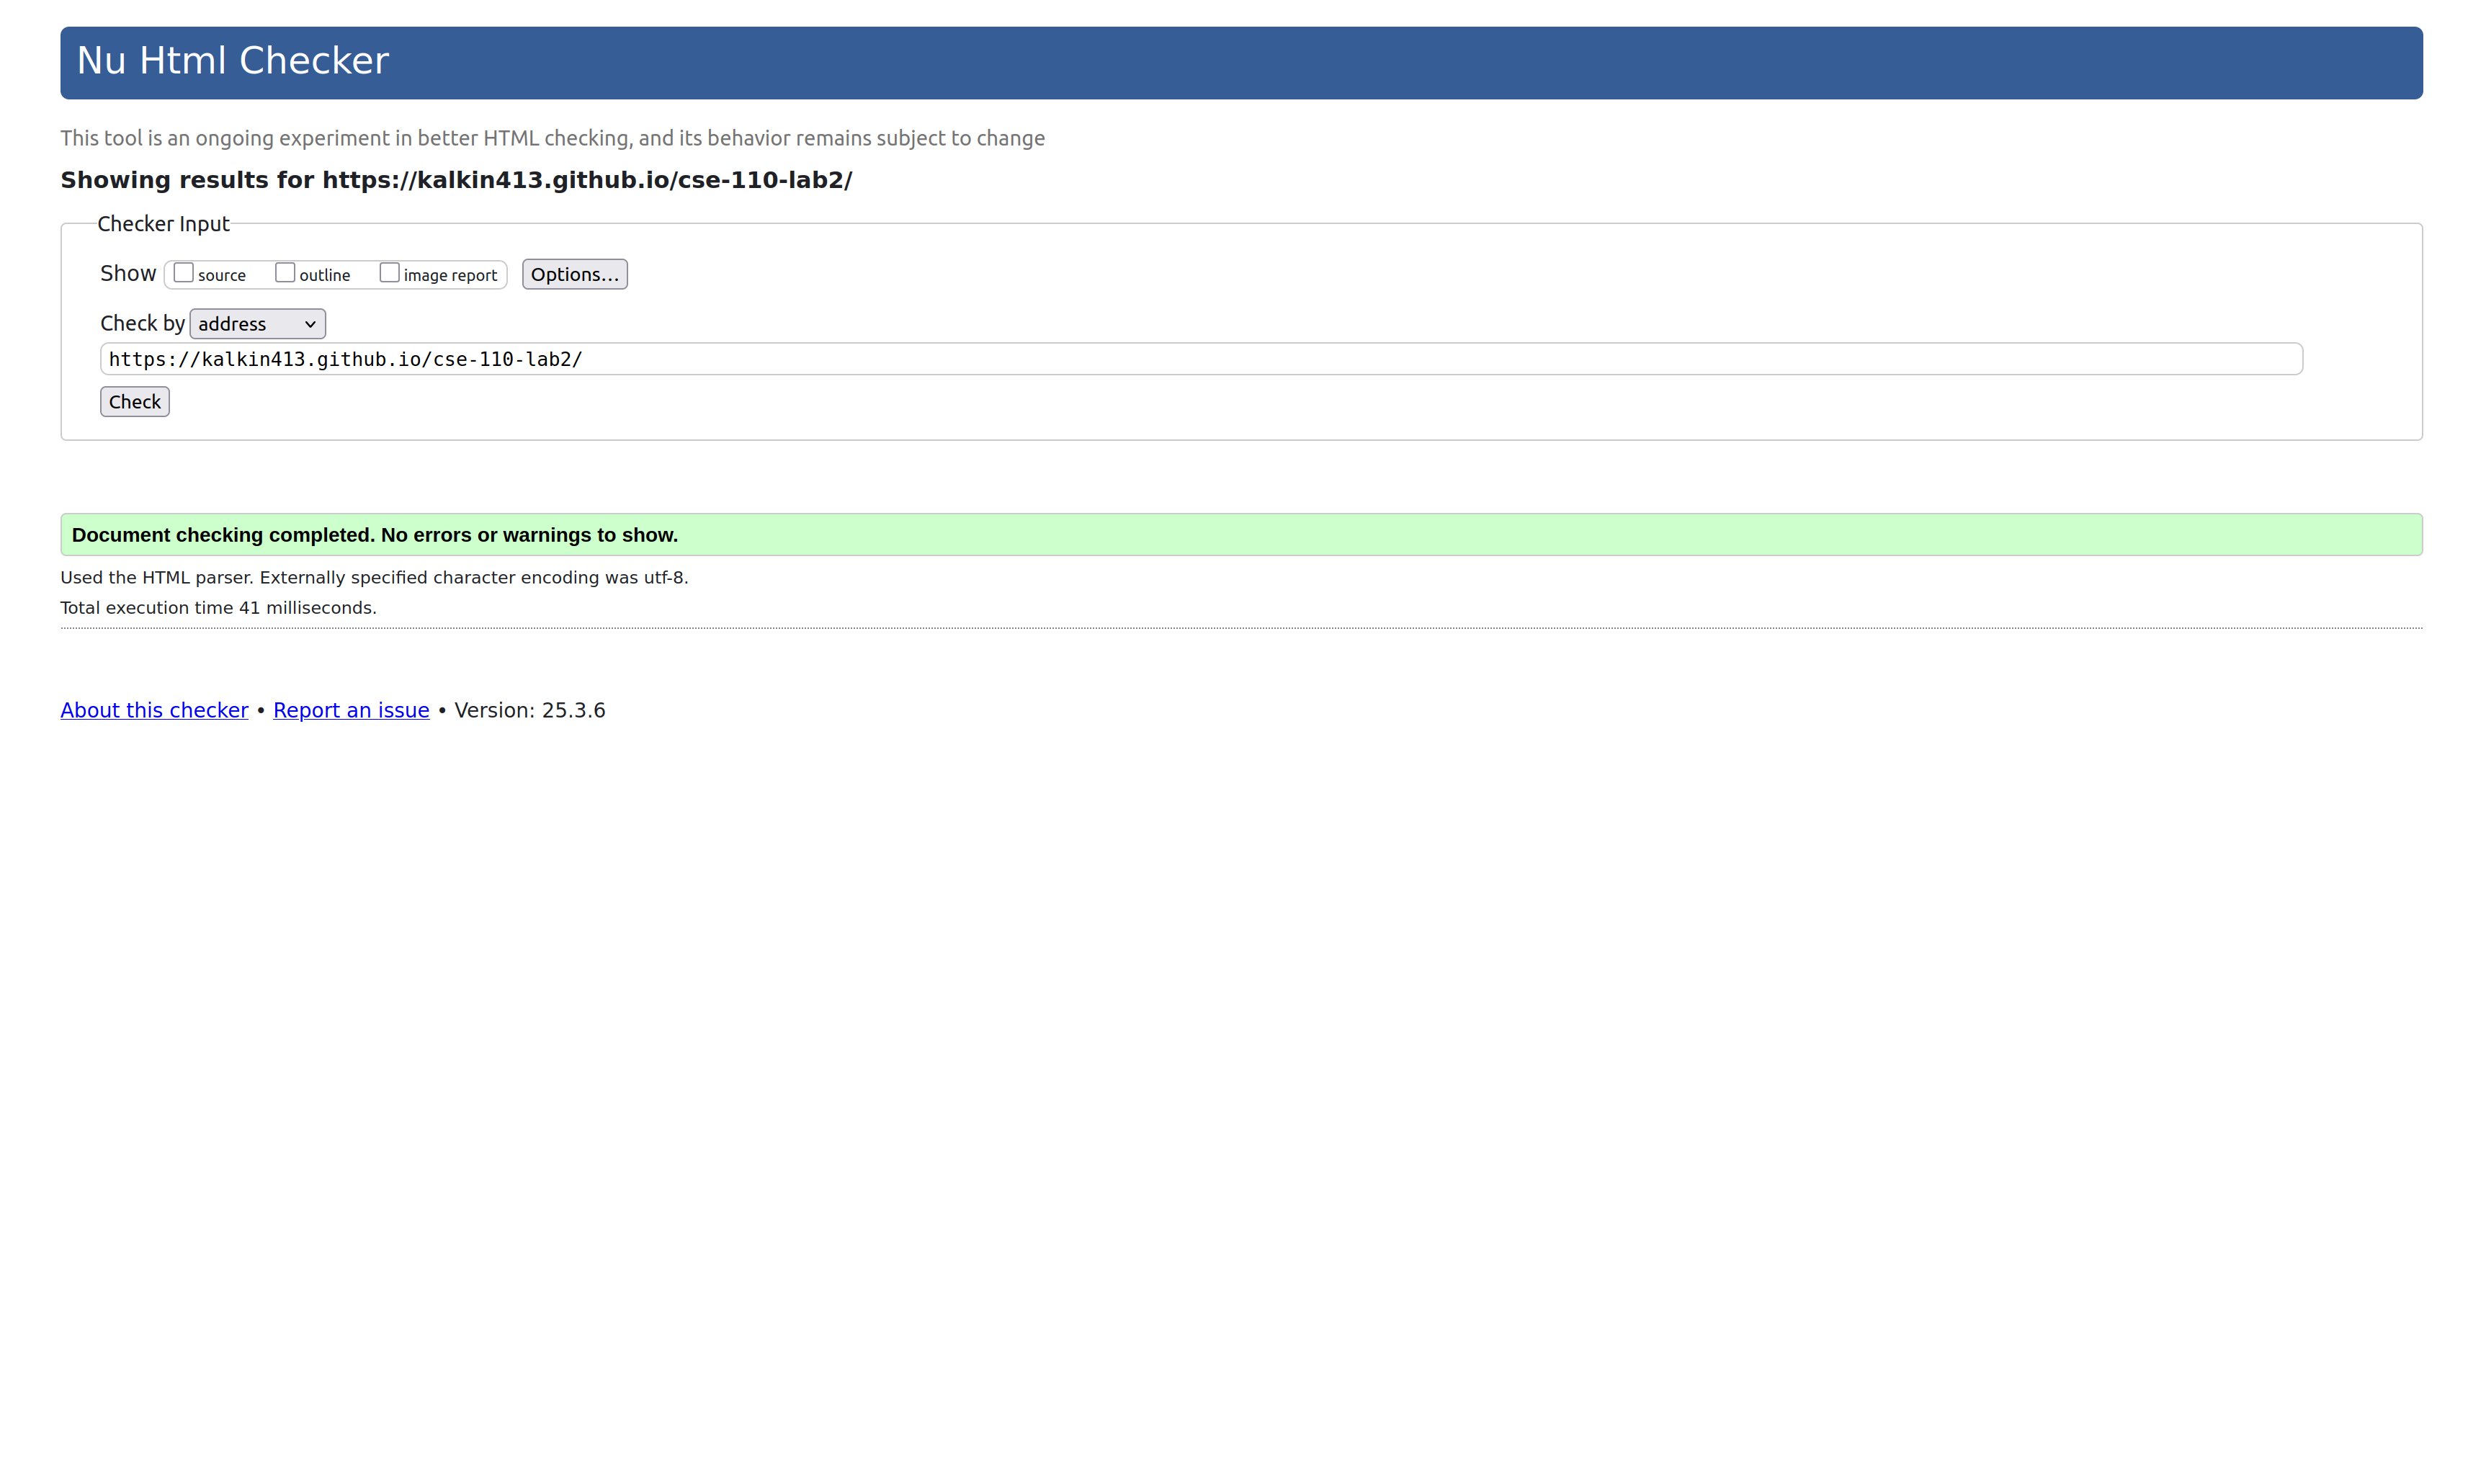 Nu Html Checker
This tool is an ongoing experiment in better HTML checking, and its behavior remains subject to change
Showing results for https://kalkin413.github.io/cse-110-lab2/
Checker Input
Show source outline image report Options...
Check by address
https://kalkin413.github.io/cse-110-lab2/
Check
Document checking completed. No errors or warnings to show.
Used the HTML parser. Externally specified character encoding was utf-8.
Total execution time 41 milliseconds.
About this checker • Report an issue • Version: 25.3.6